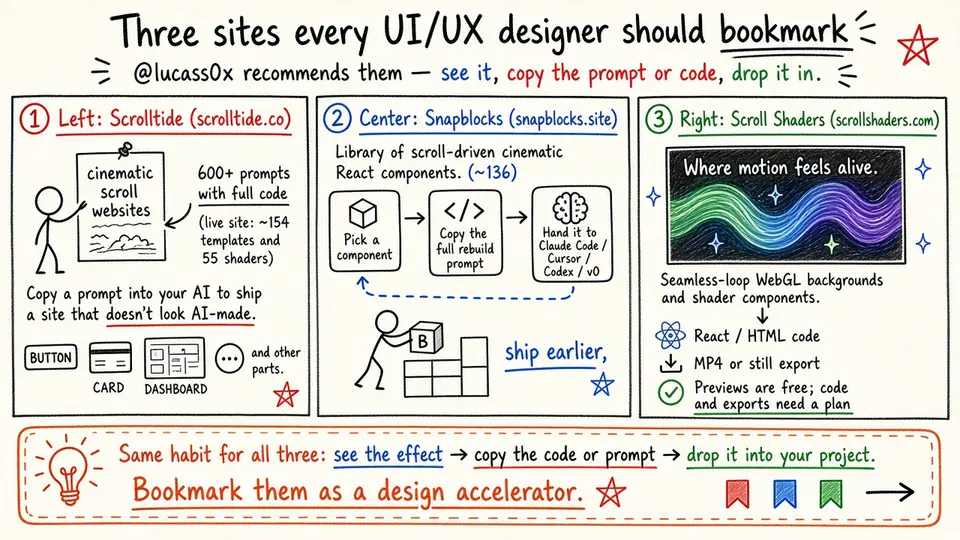 Three sites every UI/UX designer should bookmark
@lucass0x recommends them — see it, copy the prompt or code, drop it in.
1 Left: Scrolltide (scrolltide.co)
cinematic
scroll
websites
600+ prompts
with full code
(live site: ~154
templates and
55 shaders)
Copy a prompt into your AI to ship
a site that doesn't look AI-made.
BUTTON
CARD
DASHBOARD
and other
parts.
2 Center: Snapblocks (snapblocks.site)
Library of scroll-driven cinematic
React components. (~136)
Pick a
component
</>
Copy the
full rebuild
prompt
Hand it to
Claude Code /
Cursor /
Codex / v0
B
ship earlier,
3 Right: Scroll Shaders (scrollshaders.com)
Where motion feels alive.
Seamless-loop WebGL backgrounds
and shader components.
React / HTML code
MP4 or still export
Previews are free; code
and exports need a plan
Same habit for all three: see the effect → copy the code or prompt → drop it into your project.
Bookmark them as a design accelerator.